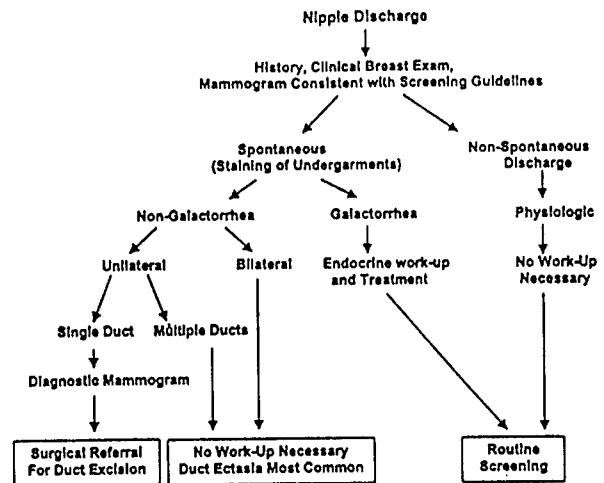 Nipple Discharge
History, Clinical Breast Exam,
Mammogram Consistent with Screening Guidelines
Spontaneous
(Staining of Undergarments)
Non-Spontaneous
Discharge
Non-Galactorrhea
Galactorrhea
Physiologic
Unilateral
Bilateral
Endocrine work-up
and Treatment
No Work-Up
Necessary
Single Duct
Multiple Ducts
Diagnostic Mammogram
Surgical Referral
For Duct Excision
No Work-Up Necessary
Duct Ectasia Most Common
Routine
Screening